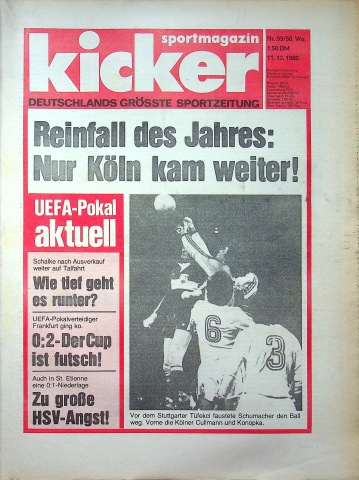 sportmagazin
kicker
DEUTSCHLANDS GRÖSSTE SPORTZEITUNG
Nr. 99/50. Wo.
1,50 DM
11. 12. 1980
Reinfall des Jahres:
Nur Köln kam weiter!
UEFA-Pokal
aktuell
Schalke nach Ausverkauf
weiter auf Talfahrt
Wie tief geht
es runter?
UEFA-Pokalverteidiger
Frankfurt ging ko.
0:2-Der Cup
ist futsch!
Auch in St. Etienne
eine 0:1-Niederlage
Zu große
HSV-Angst!
6
3
Vor dem Stuttgarter Tüfekci faustete Schumacher den Ball
weg. Vorne die Kölner Cullmann und Konopka.